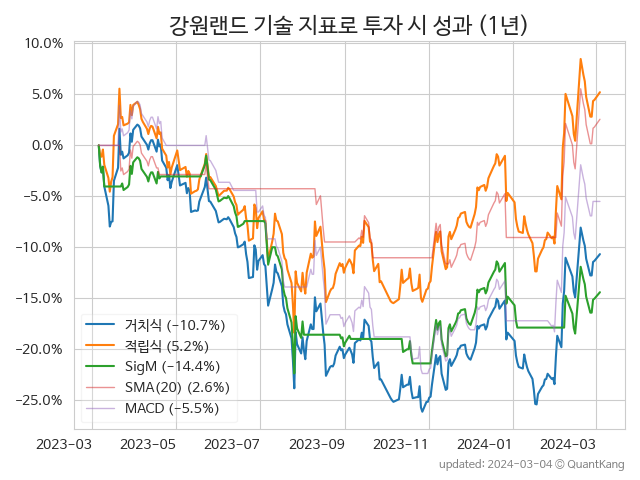 강원랜드 기술 지표로 투자 시 성과 (1년)
10.0%
5.0%
0.0%
−5.0%
−10.0%
−15.0%
−20.0%
−25.0%
거치식 (−10.7%)
적립식 (5.2%)
SigM (−14.4%)
SMA(20) (2.6%)
MACD (−5.5%)
2023−03 2023−05 2023−07 2023−09 2023−11 2024−01 2024−03
updated: 2024−03−04 © QuantKang